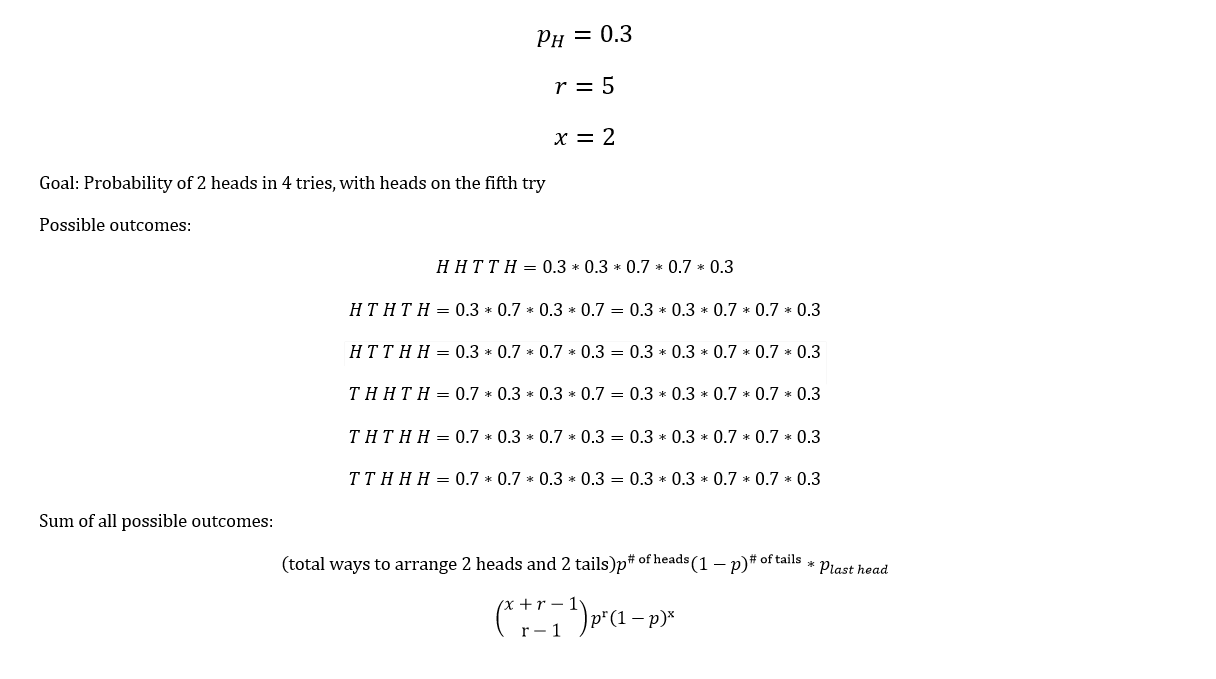 p_H = 0.3
r = 5
x = 2
Goal: Probability of 2 heads in 4 tries, with heads on the fifth try
Possible outcomes:
H H T T H = 0.3 * 0.3 * 0.7 * 0.7 * 0.3
H T H T H = 0.3 * 0.7 * 0.3 * 0.7 = 0.3 * 0.3 * 0.7 * 0.7 * 0.3
H T T H H = 0.3 * 0.7 * 0.7 * 0.3 = 0.3 * 0.3 * 0.7 * 0.7 * 0.3
T H H T H = 0.7 * 0.3 * 0.3 * 0.7 = 0.3 * 0.3 * 0.7 * 0.7 * 0.3
T H T H H = 0.7 * 0.3 * 0.7 * 0.3 = 0.3 * 0.3 * 0.7 * 0.7 * 0.3
T T H H H = 0.7 * 0.7 * 0.3 * 0.3 = 0.3 * 0.3 * 0.7 * 0.7 * 0.3
Sum of all possible outcomes:
(total ways to arrange 2 heads and 2 tails)p^{# of heads}(1 − p)^{# of tails} * p_{last head}
\binom{x + r − 1}{r − 1} p^r (1 − p)^x